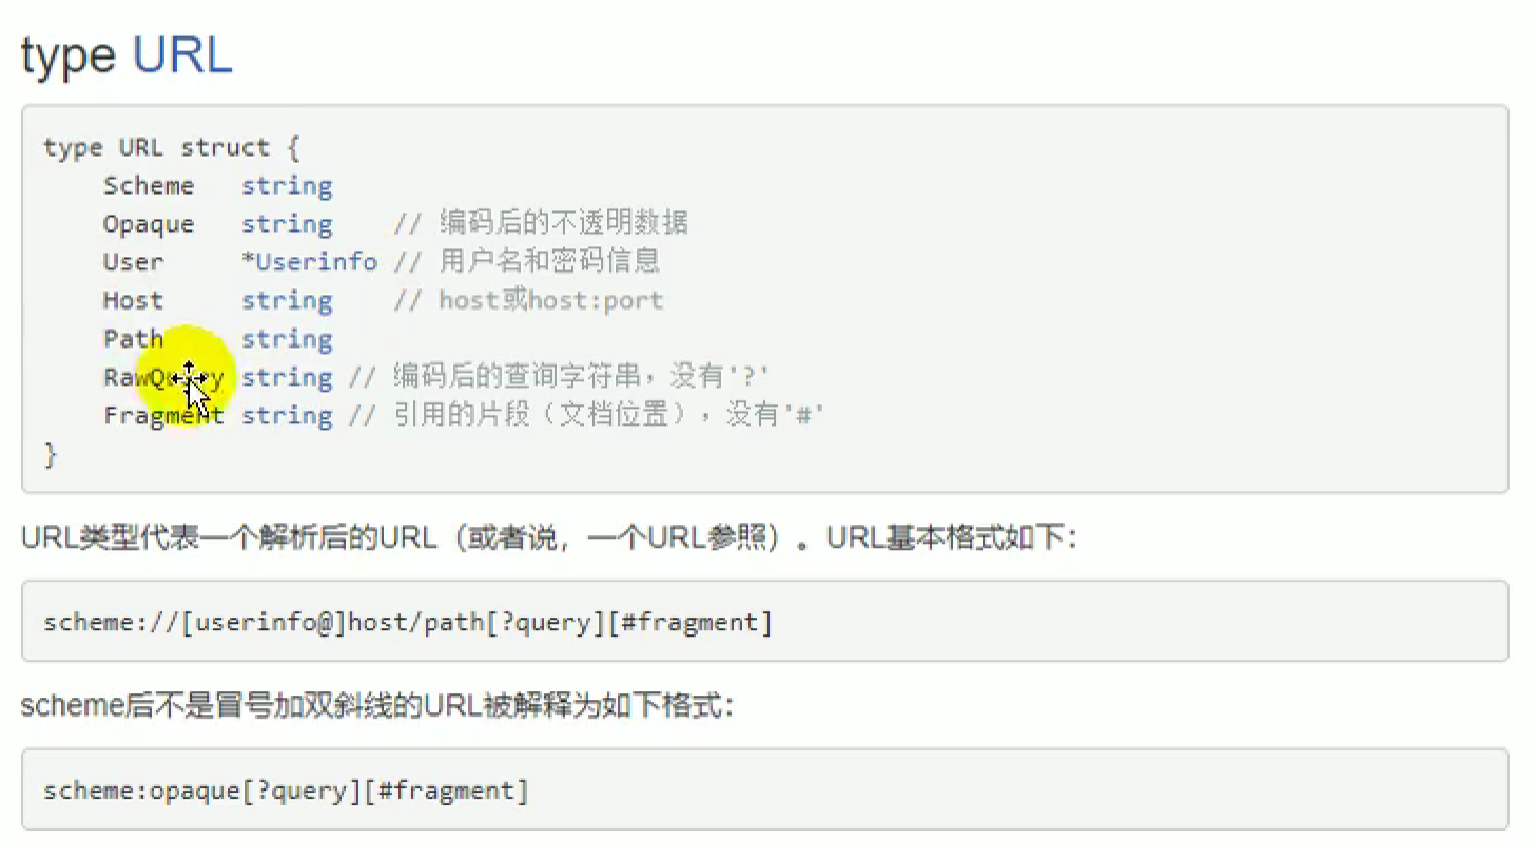 type URL
type URL struct {
    Scheme   string
    Opaque   string    // 编码后的不透明数据
    User     *Userinfo // 用户名和密码信息
    Host     string    // host或host:port
    Path     string
    RawQuery string // 编码后的查询字符串，没有'?'
    Fragment string // 引用的片段（文档位置），没有'#'
}
URL类型代表一个解析后的URL（或者说，一个URL参照）。URL基本格式如下：
scheme://[userinfo@]host/path[?query][#fragment]
scheme后不是冒号加双斜线的URL被解释为如下格式：
scheme:opaque[?query][#fragment]